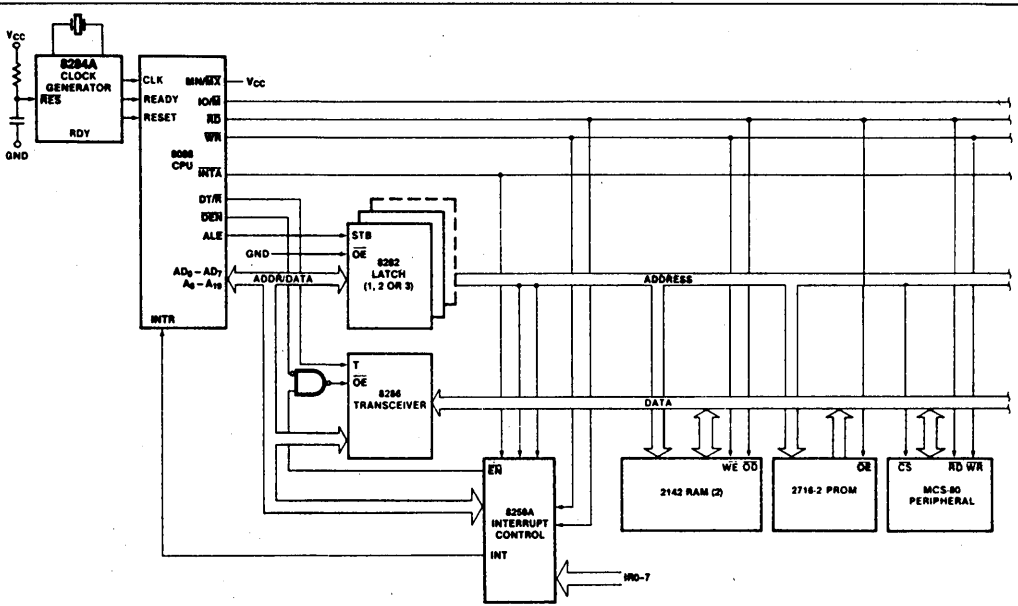 VCC
GND
8284A
CLOCK
GENERATOR
RES
RDY
CLK
READY
RESET
8088
CPU
MN/MX
VCC
IO/M
RD
WR
INTA
DT/R
DEN
ALE
AD0 – AD7
A8 – A19
INTR
ADDR/DATA
GND
STB
OE
8282
LATCH
(1, 2 OR 3)
ADDRESS
T
OE
8286
TRANSCEIVER
DATA
EN
8259A
INTERRUPT
CONTROL
INT
IR0-7
WE OD
2142 RAM (2)
OE
2716-2 PROM
CS RD WR
MCS-80
PERIPHERAL